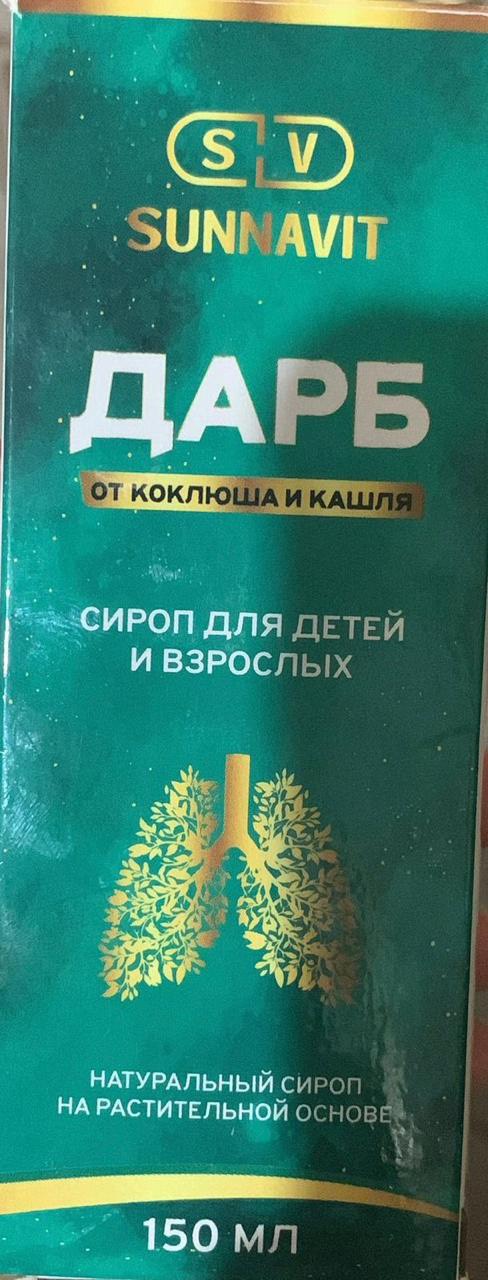 S V
SUNNAVIT
ДАРБ
ОТ КОКЛЮША И КАШЛЯ
СИРОП ДЛЯ ДЕТЕЙ
И ВЗРОСЛЫХ
НАТУРАЛЬНЫЙ СИРОП
НА РАСТИТЕЛЬНОЙ ОСНОВЕ
150 МЛ